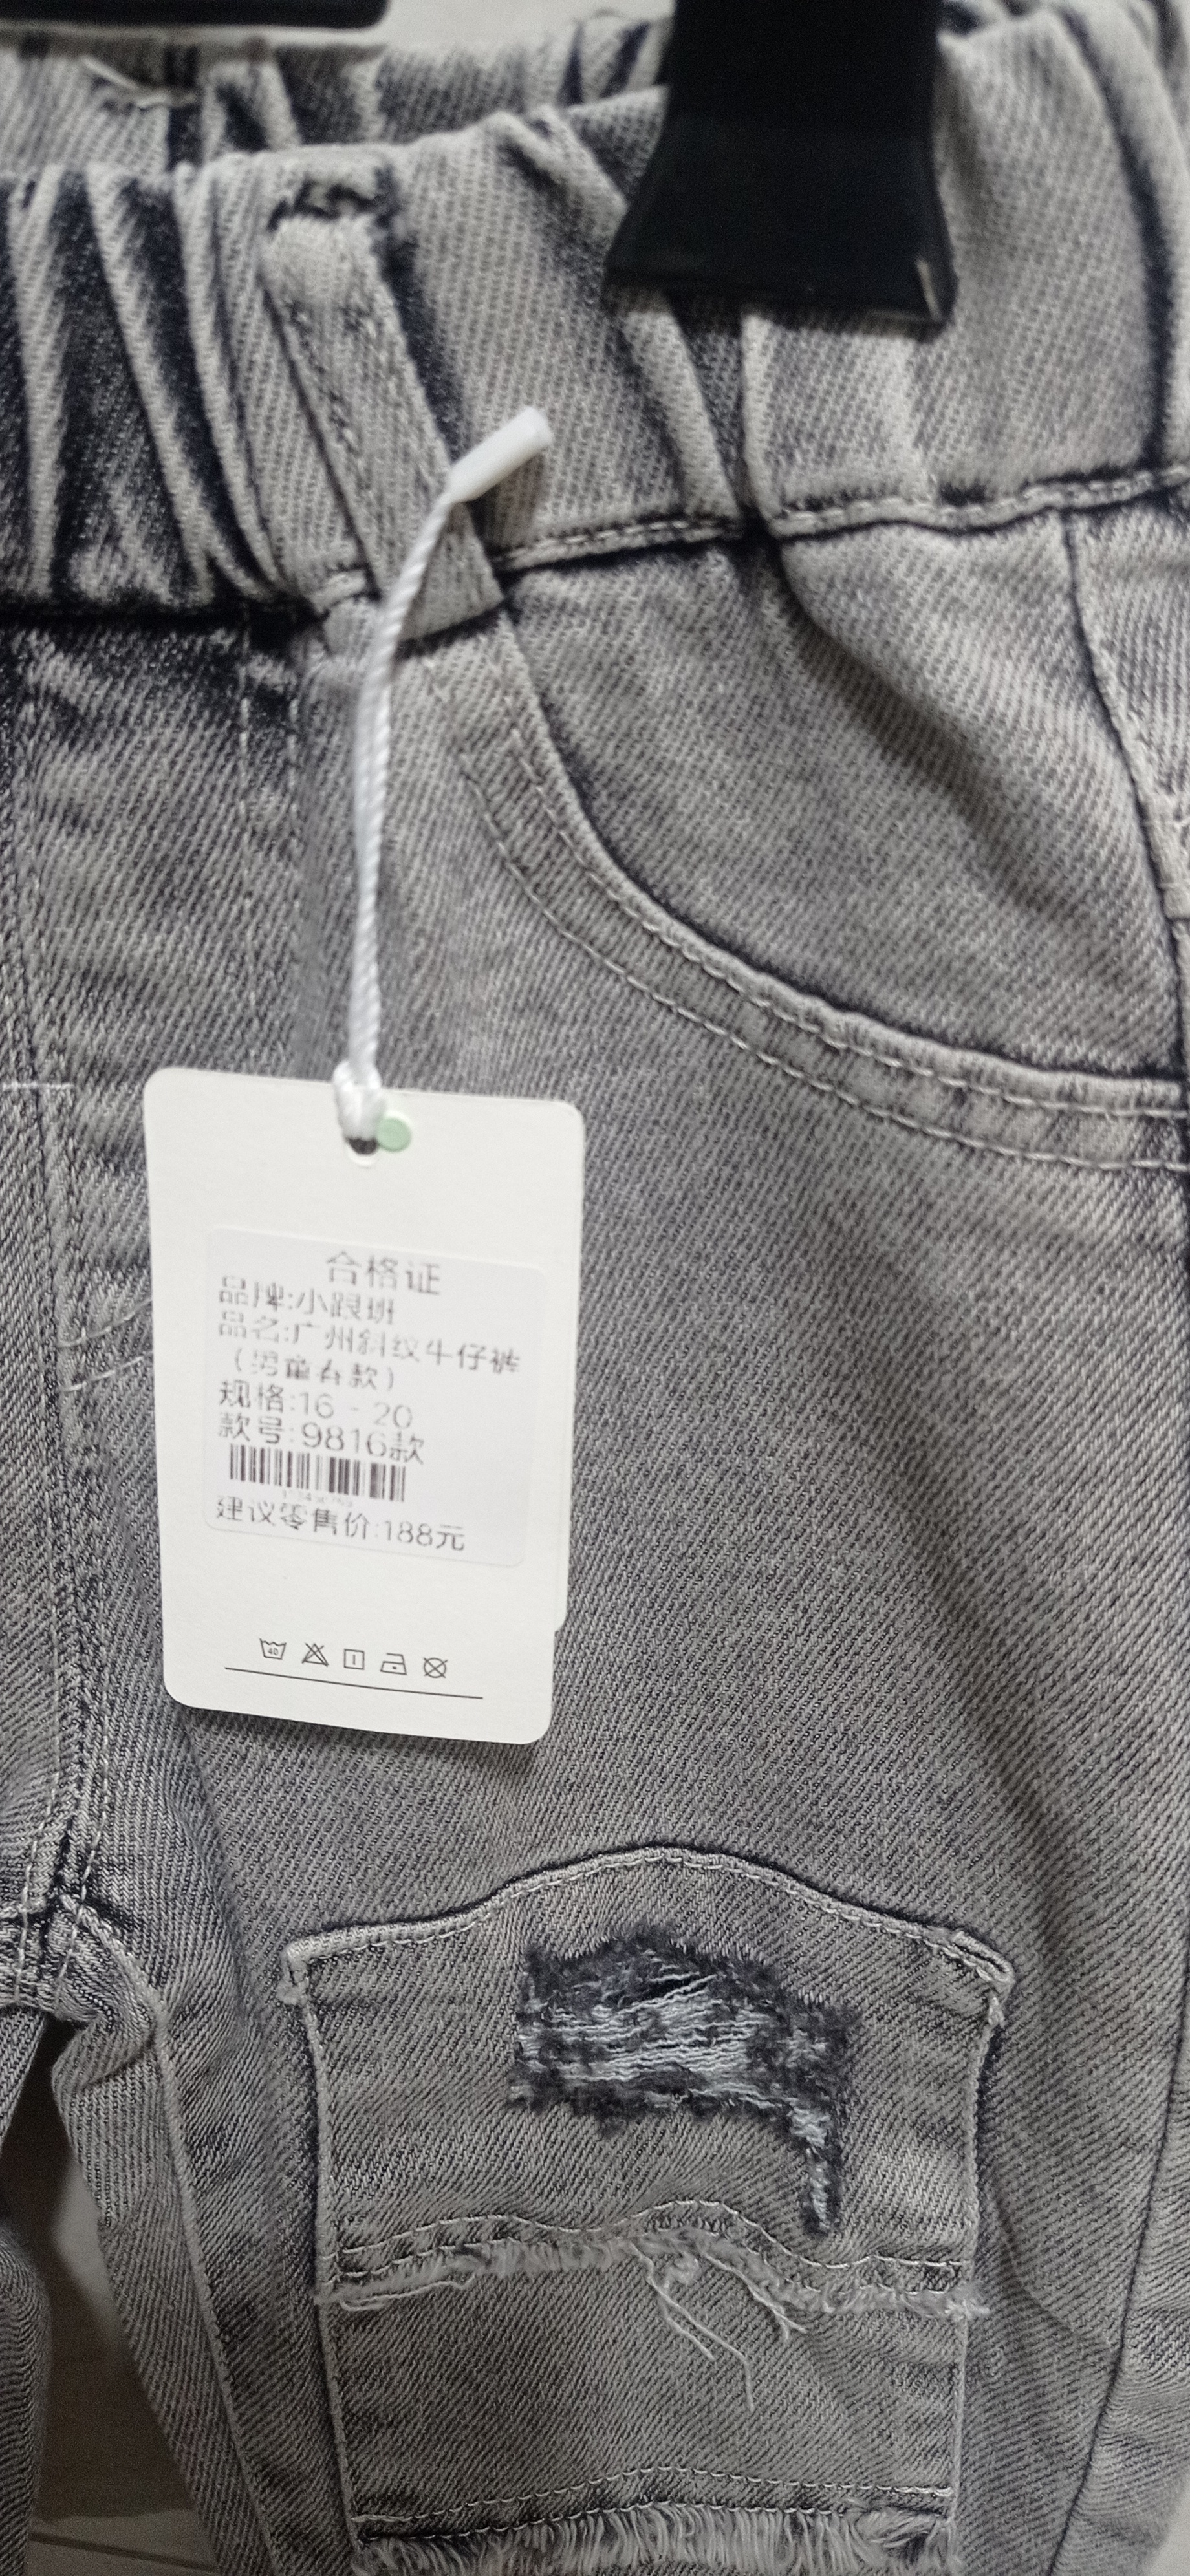 合格证
品牌:小跟班
品名:广州斜纹牛仔裤
（男童春款）
规格:16 - 20
款号:9816款
建议零售价:188元
40